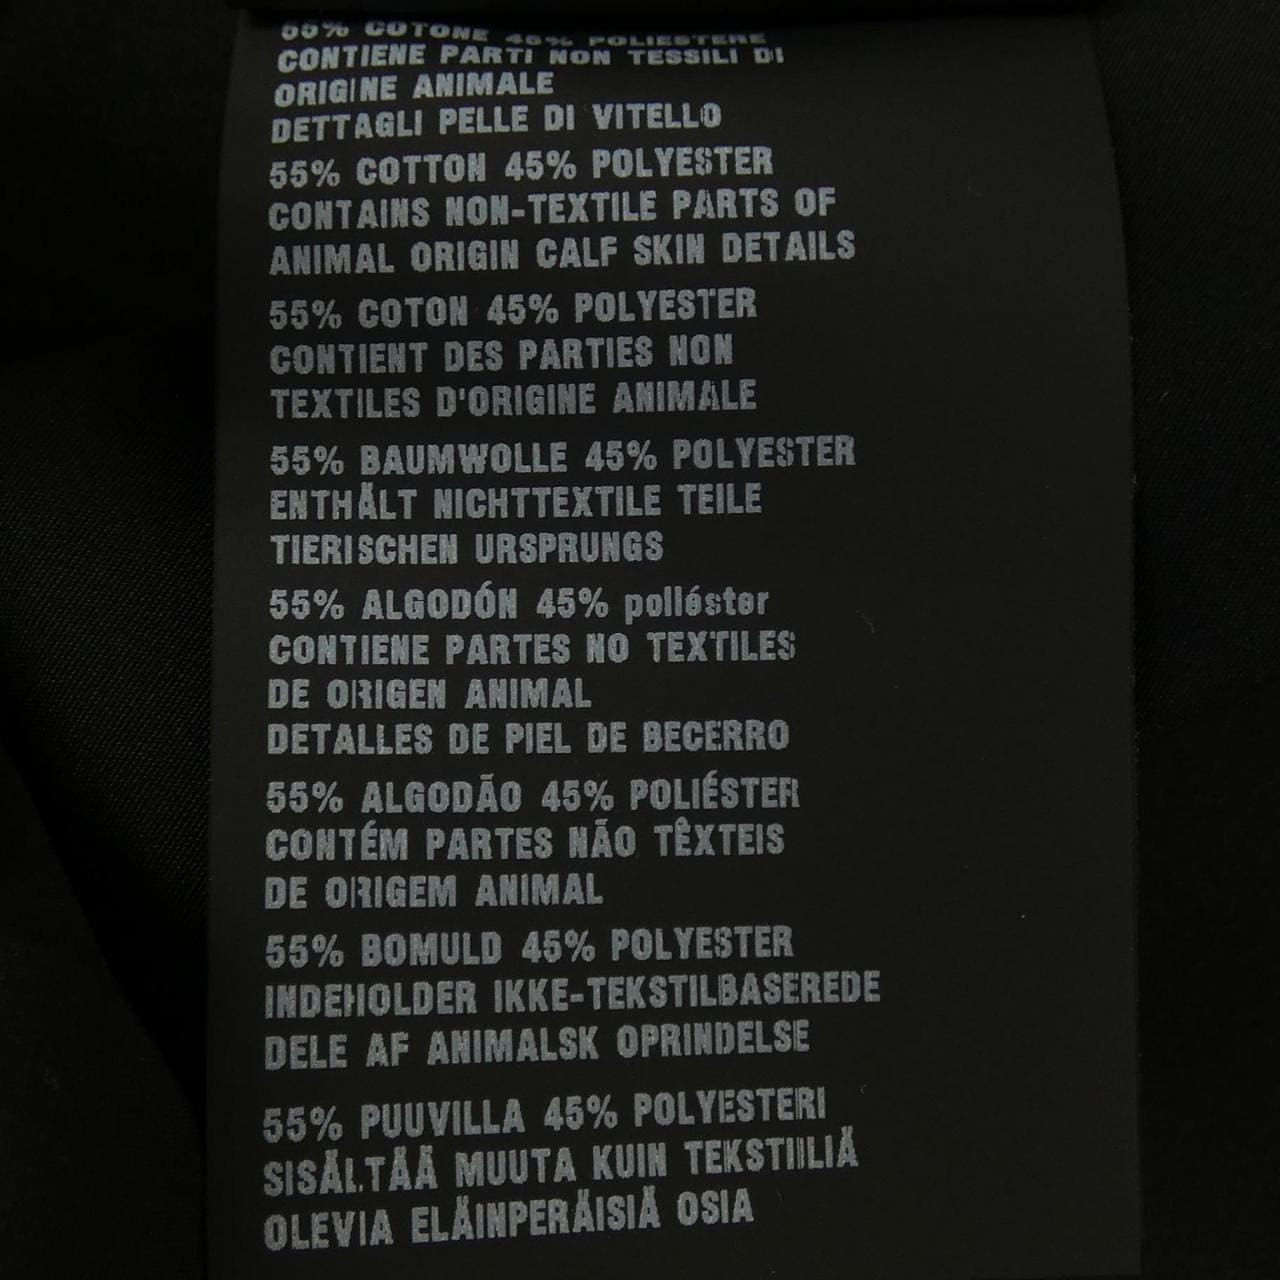 55% COTONE 45% POLIESTERE
CONTIENE PARTI NON TESSILI DI
ORIGINE ANIMALE
DETTAGLI PELLE DI VITELLO
55% COTTON 45% POLYESTER
CONTAINS NON-TEXTILE PARTS OF
ANIMAL ORIGIN CALF SKIN DETAILS
55% COTON 45% POLYESTER
CONTIENT DES PARTIES NON
TEXTILES D'ORIGINE ANIMALE
55% BAUMWOLLE 45% POLYESTER
ENTHÄLT NICHTTEXTILE TEILE
TIERISCHEN URSPRUNGS
55% ALGODÓN 45% poliéster
CONTIENE PARTES NO TEXTILES
DE ORIGEN ANIMAL
DETALLES DE PIEL DE BECERRO
55% ALGODÃO 45% POLIÉSTER
CONTÉM PARTES NÃO TÊXTEIS
DE ORIGEM ANIMAL
55% BOMULD 45% POLYESTER
INDEHOLDER IKKE-TEKSTILBASEREDE
DELE AF ANIMALSK OPRINDELSE
55% PUUVILLA 45% POLYESTERI
SISÄLTÄÄ MUUTA KUIN TEKSTIILIÄ
OLEVIA ELÄINPERÄISIÄ OSIA